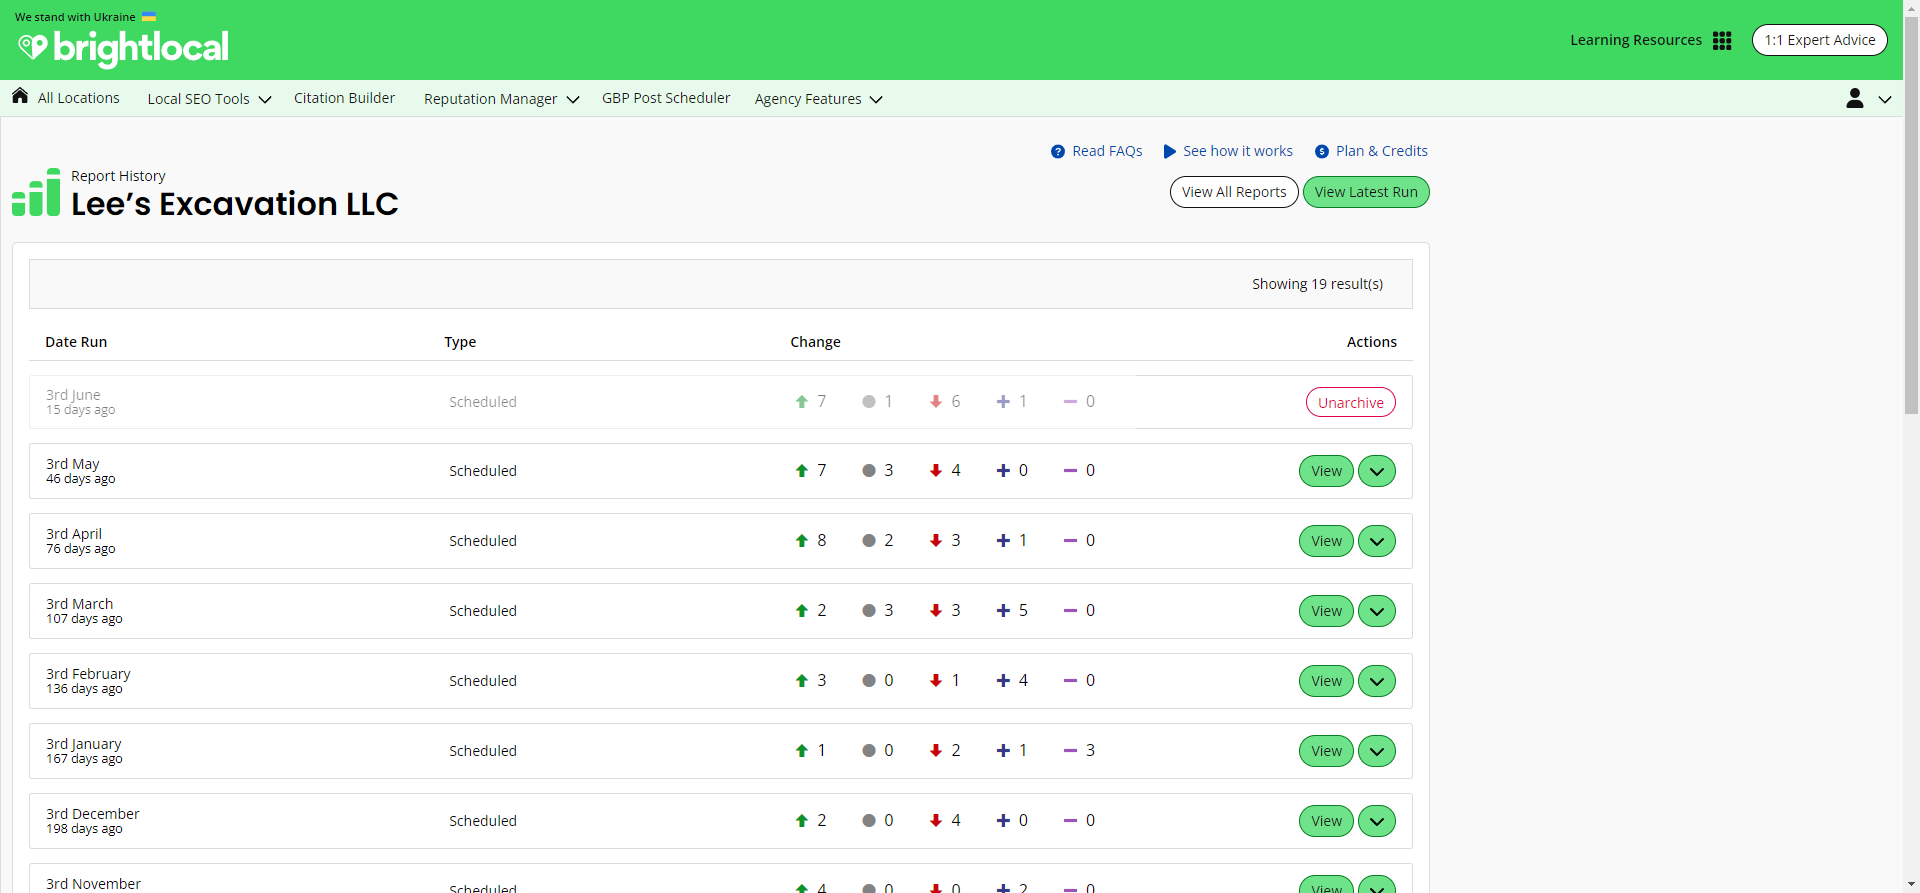 We stand with Ukraine
brightlocal
Learning Resources
1:1 Expert Advice
All Locations
Local SEO Tools
Citation Builder
Reputation Manager
GBP Post Scheduler
Agency Features
Read FAQs
See how it works
Plan & Credits
Report History
Lee's Excavation LLC
View All Reports
View Latest Run
Showing 19 result(s)
Date Run Type Change Actions
3rd June
15 days ago
Scheduled 7 1 6 1 0 Unarchive
3rd May
46 days ago
Scheduled 7 3 4 0 0 View
3rd April
76 days ago
Scheduled 8 2 3 1 0 View
3rd March
107 days ago
Scheduled 2 3 3 5 0 View
3rd February
136 days ago
Scheduled 3 0 1 4 0 View
3rd January
167 days ago
Scheduled 1 0 2 1 3 View
3rd December
198 days ago
Scheduled 2 0 4 0 0 View
3rd November
Scheduled 4 0 0 2 0 View